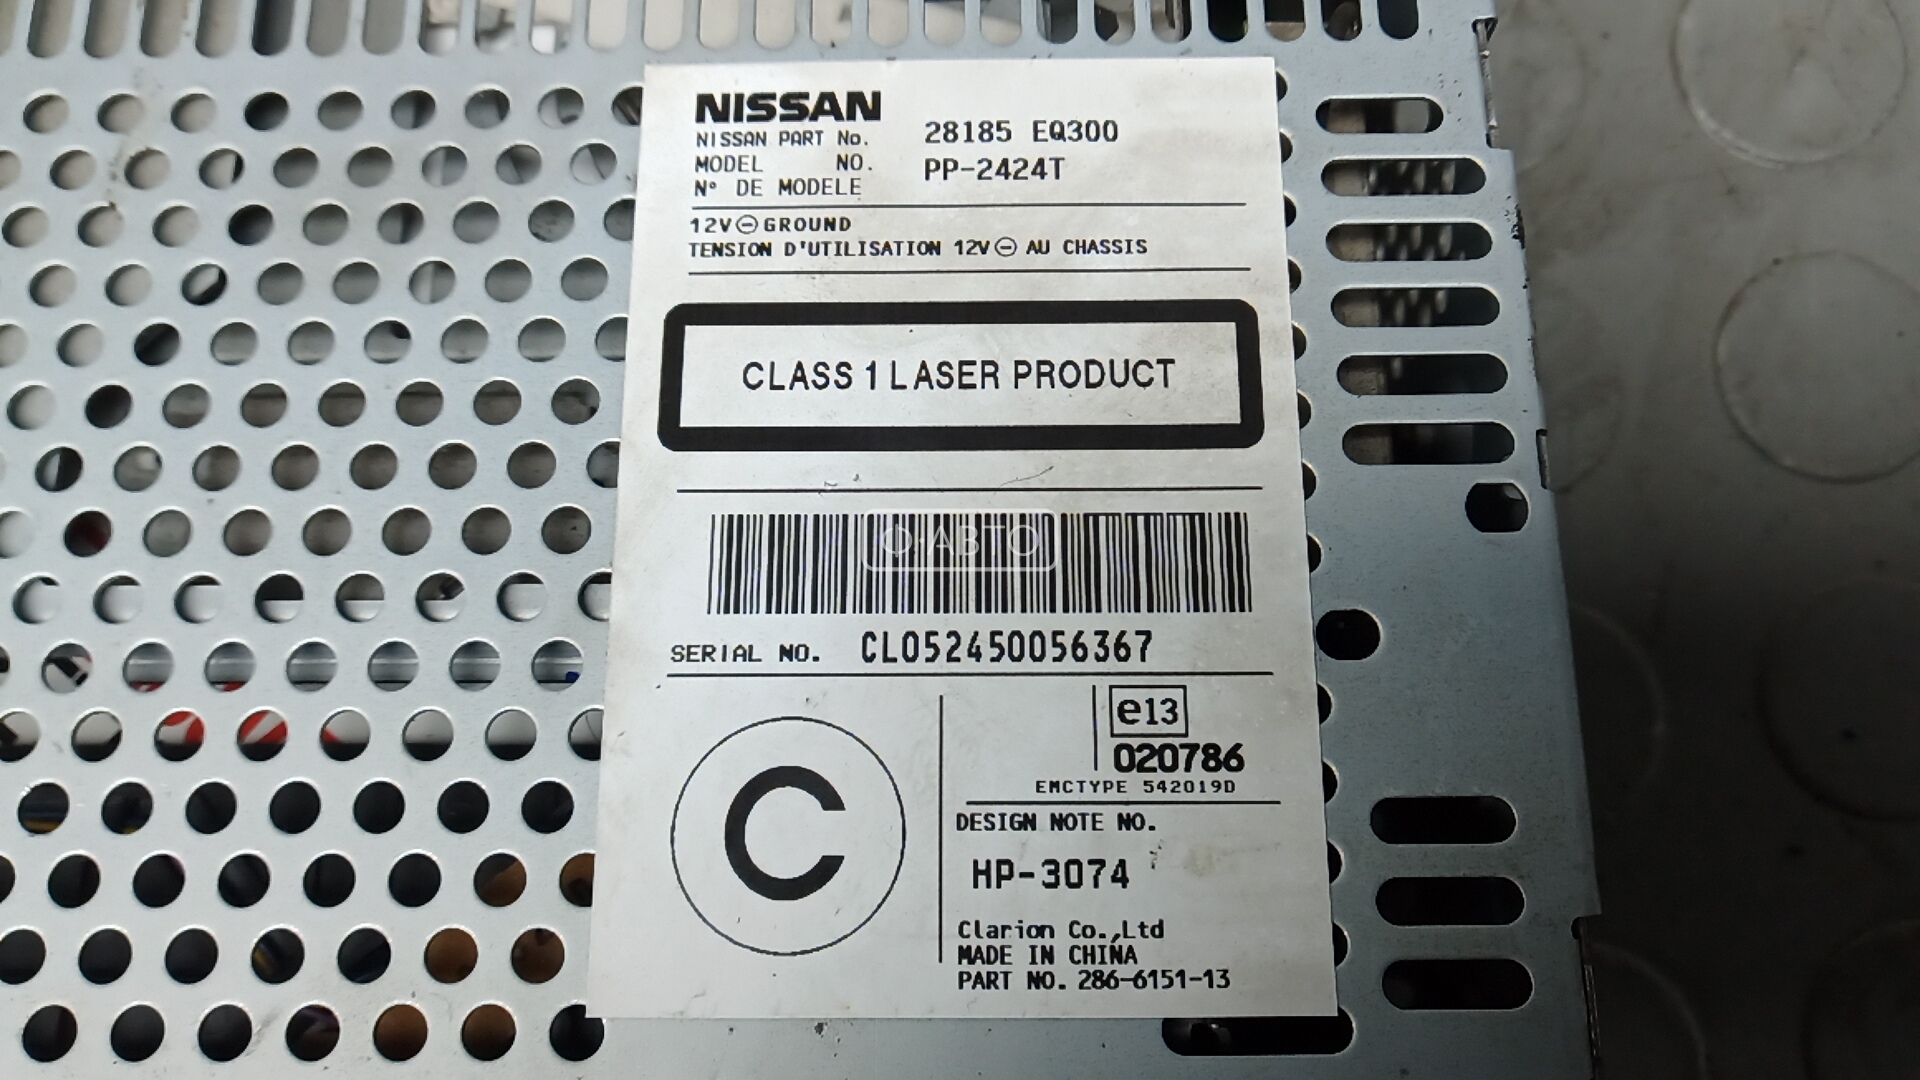 NISSAN
NISSAN PART No. 28185 EQ300
MODEL NO. PP-2424T
N° DE MODELE
12V⊖GROUND
TENSION D'UTILISATION 12V⊖ AU CHASSIS
CLASS 1 LASER PRODUCT
Ф·АВТО
SERIAL NO. CL052450056367
e13
020786
EMCTYPE 542019D
C
DESIGN NOTE NO.
HP-3074
Clarion Co.,Ltd
MADE IN CHINA
PART NO. 286-6151-13